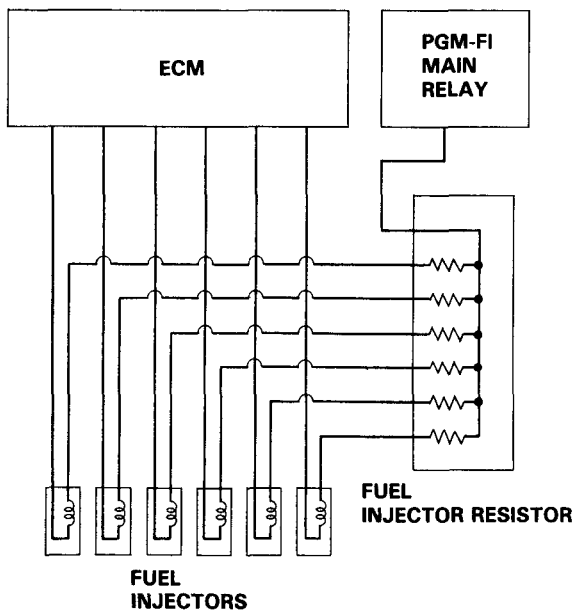 ECM
PGM-FI
MAIN
RELAY
FUEL
INJECTOR RESISTOR
FUEL
INJECTORS